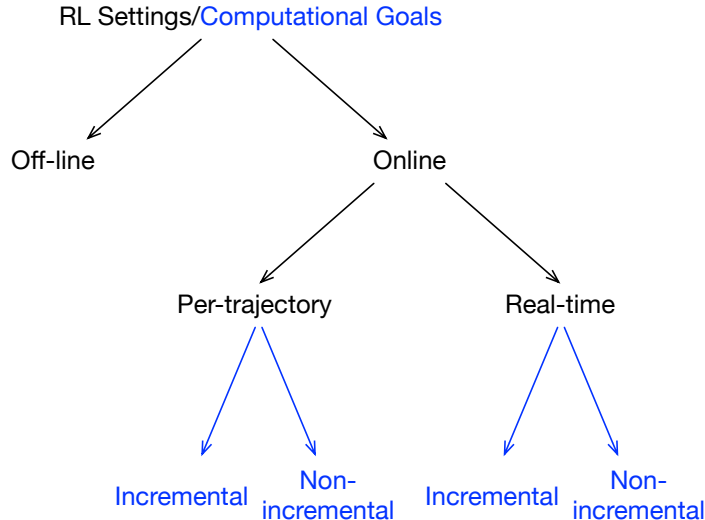 RL Settings/Computational Goals
Off-line
Online
Per-trajectory
Real-time
Incremental
Non-
incremental
Incremental
Non-
incremental